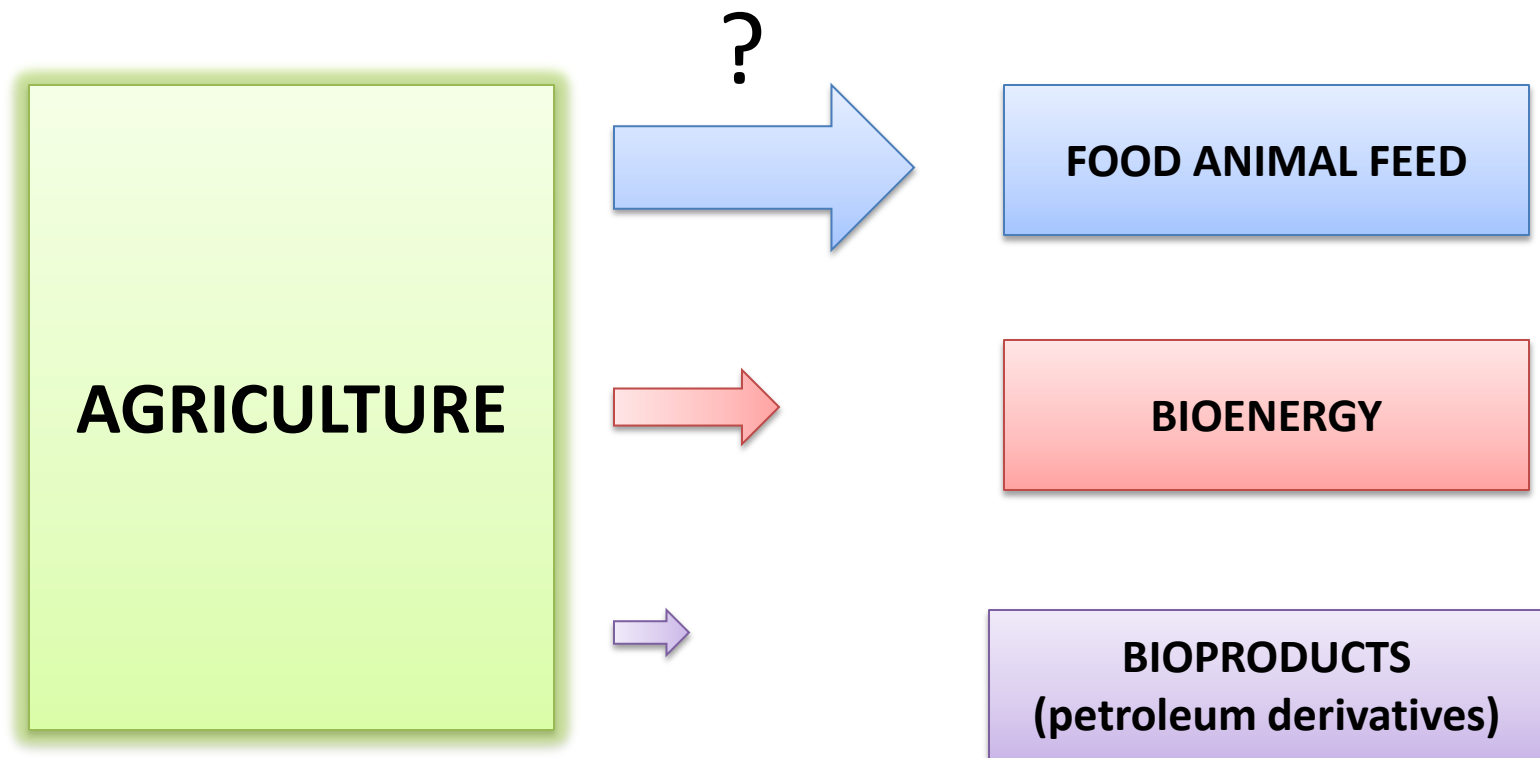 ?
FOOD ANIMAL FEED
AGRICULTURE
BIOENERGY
BIOPRODUCTS
(petroleum derivatives)